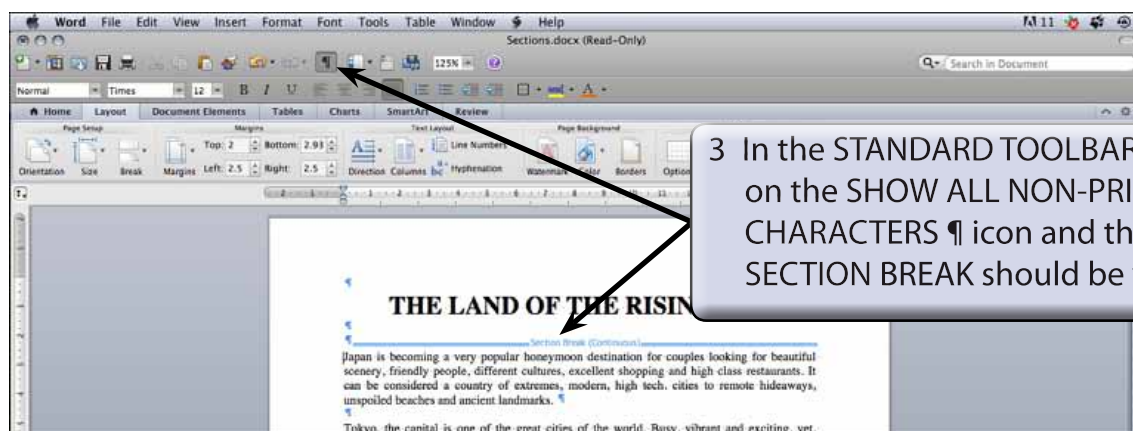 Word File Edit View Insert Format Font Tools Table Window Help 11
Sections.docx (Read-Only)
125% Search in Document
Normal Times 12 B I U A
Home Layout Document Elements Tables Charts SmartArt Review
Page Setup Margins Text Layout Page Background
Top: 2 Bottom: 2.93 Line Numbers
Left: 2.5 Right: 2.5 Hyphenation
Orientation Size Break Margins Direction Columns Watermark Color Borders Option
3 In the STANDARD TOOLBAR
on the SHOW ALL NON-PRI
CHARACTERS ¶ icon and th
SECTION BREAK should be
¶
THE LAND OF THE RISIN
¶
¶ Section Break (Continuous)
Japan is becoming a very popular honeymoon destination for couples looking for beautiful
scenery, friendly people, different cultures, excellent shopping and high class restaurants. It
can be considered a country of extremes, modern, high tech. cities to remote hideaways,
unspoiled beaches and ancient landmarks. ¶
¶
Tokyo, the capital is one of the great cities of the world. Busy, vibrant and exciting, yet,